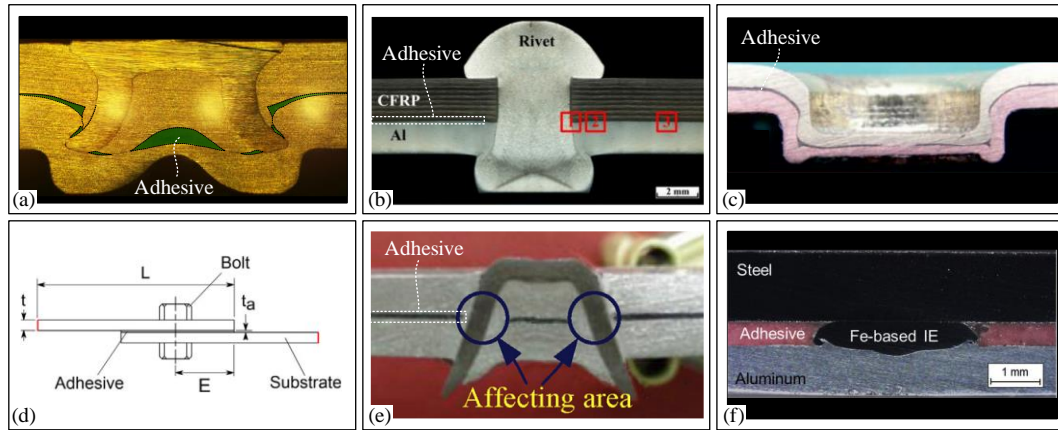 Adhesive
(a)
Adhesive
Rivet
CFRP
Al
1 2 3
2 mm
(b)
Adhesive
(c)
L
Bolt
t
ta
Adhesive
E
Substrate
(d)
Adhesive
Affecting area
(e)
Steel
Adhesive
Fe-based IE
Aluminum
1 mm
(f)